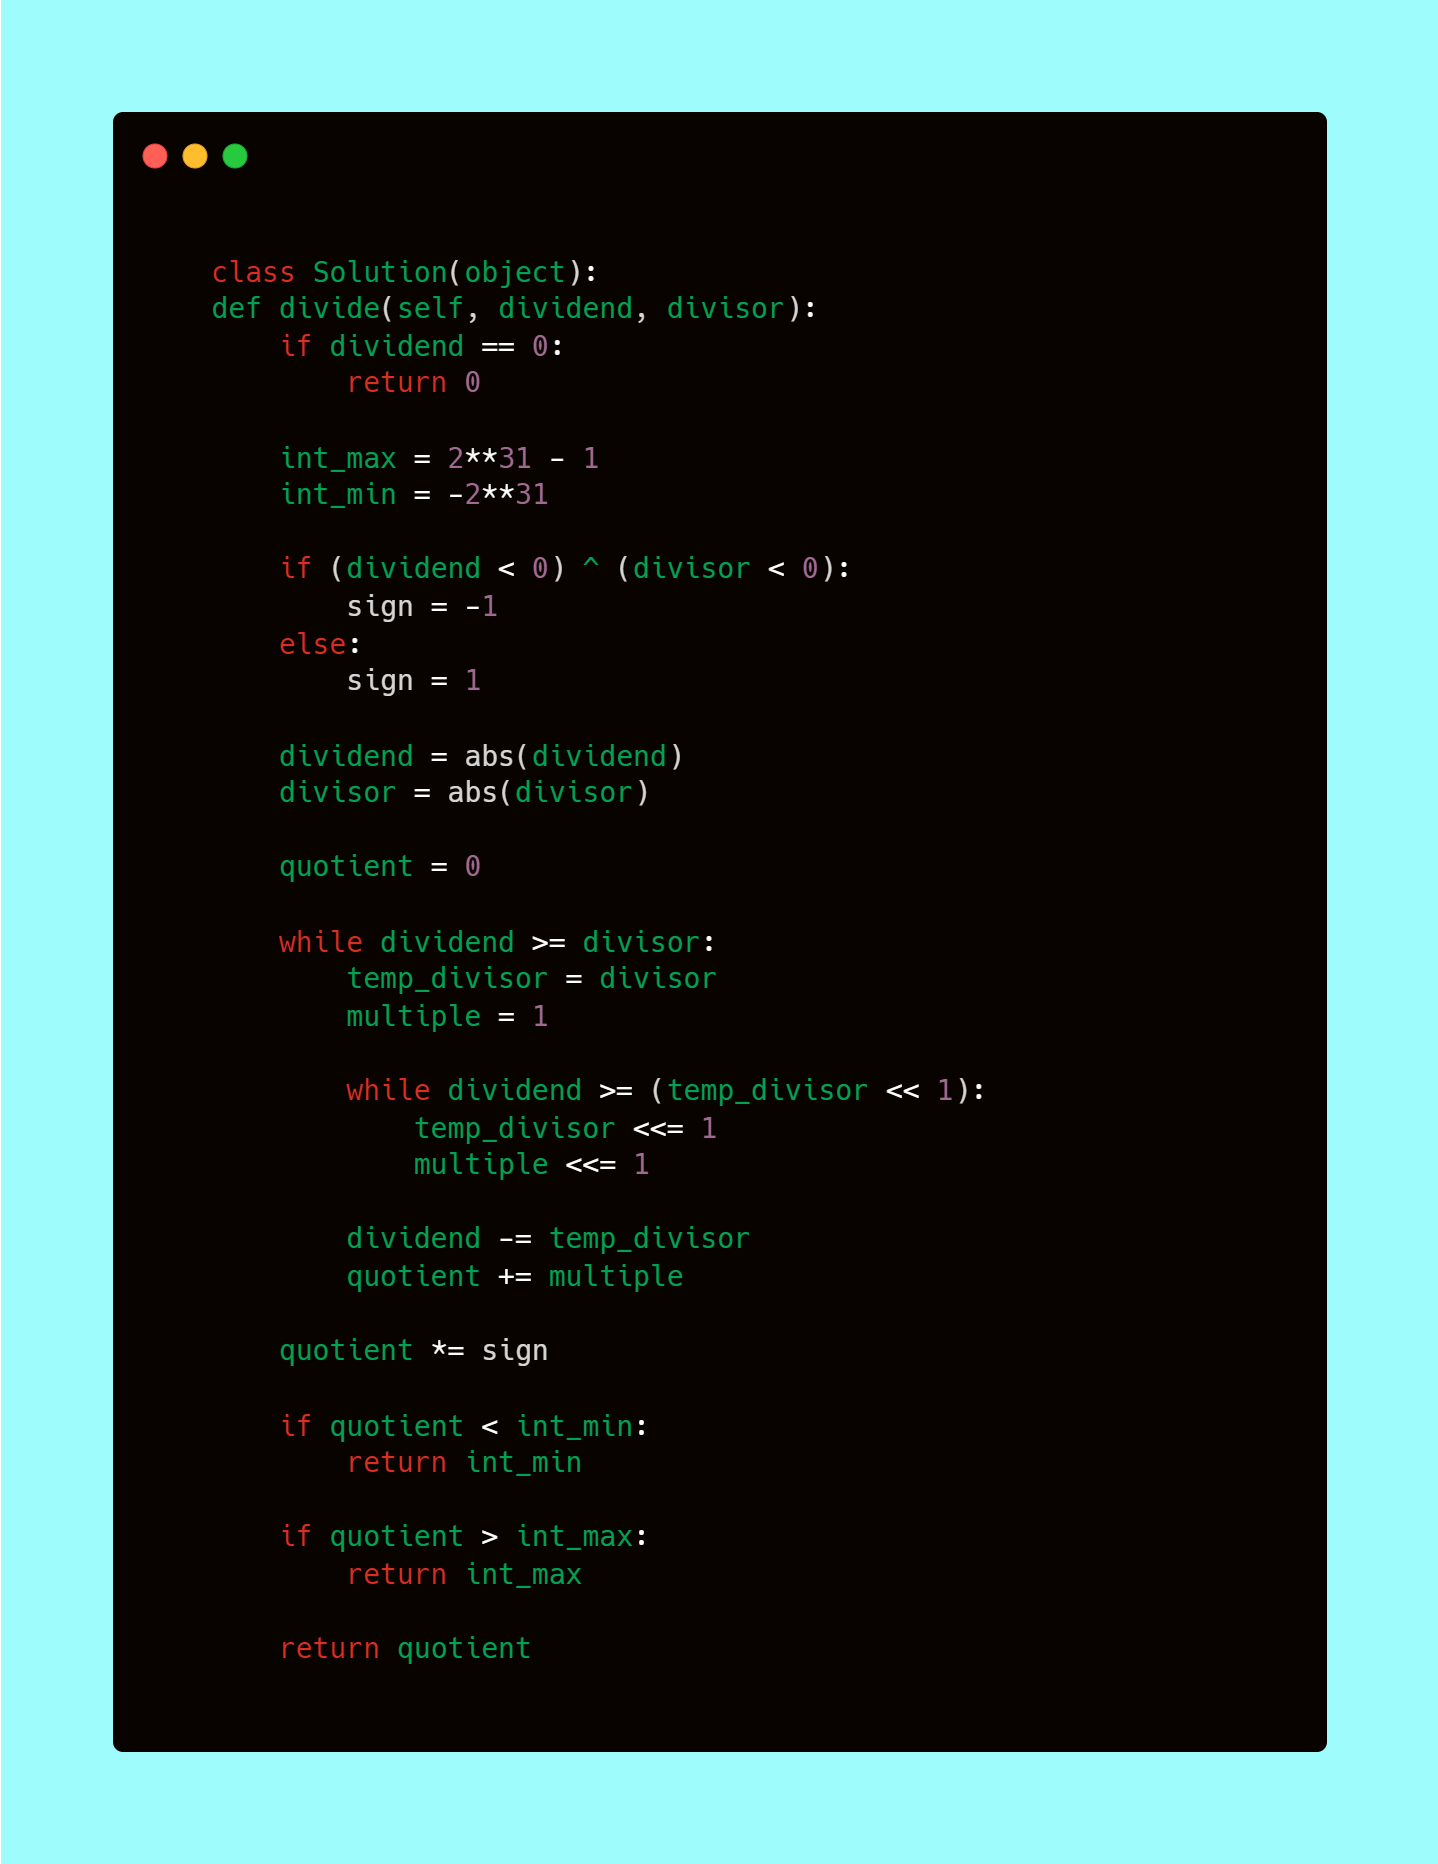 class Solution(object):
def divide(self, dividend, divisor):
    if dividend == 0:
        return 0

    int_max = 2**31 - 1
    int_min = -2**31

    if (dividend < 0) ^ (divisor < 0):
        sign = -1
    else:
        sign = 1

    dividend = abs(dividend)
    divisor = abs(divisor)

    quotient = 0

    while dividend >= divisor:
        temp_divisor = divisor
        multiple = 1

        while dividend >= (temp_divisor << 1):
            temp_divisor <<= 1
            multiple <<= 1

        dividend -= temp_divisor
        quotient += multiple

    quotient *= sign

    if quotient < int_min:
        return int_min

    if quotient > int_max:
        return int_max

    return quotient